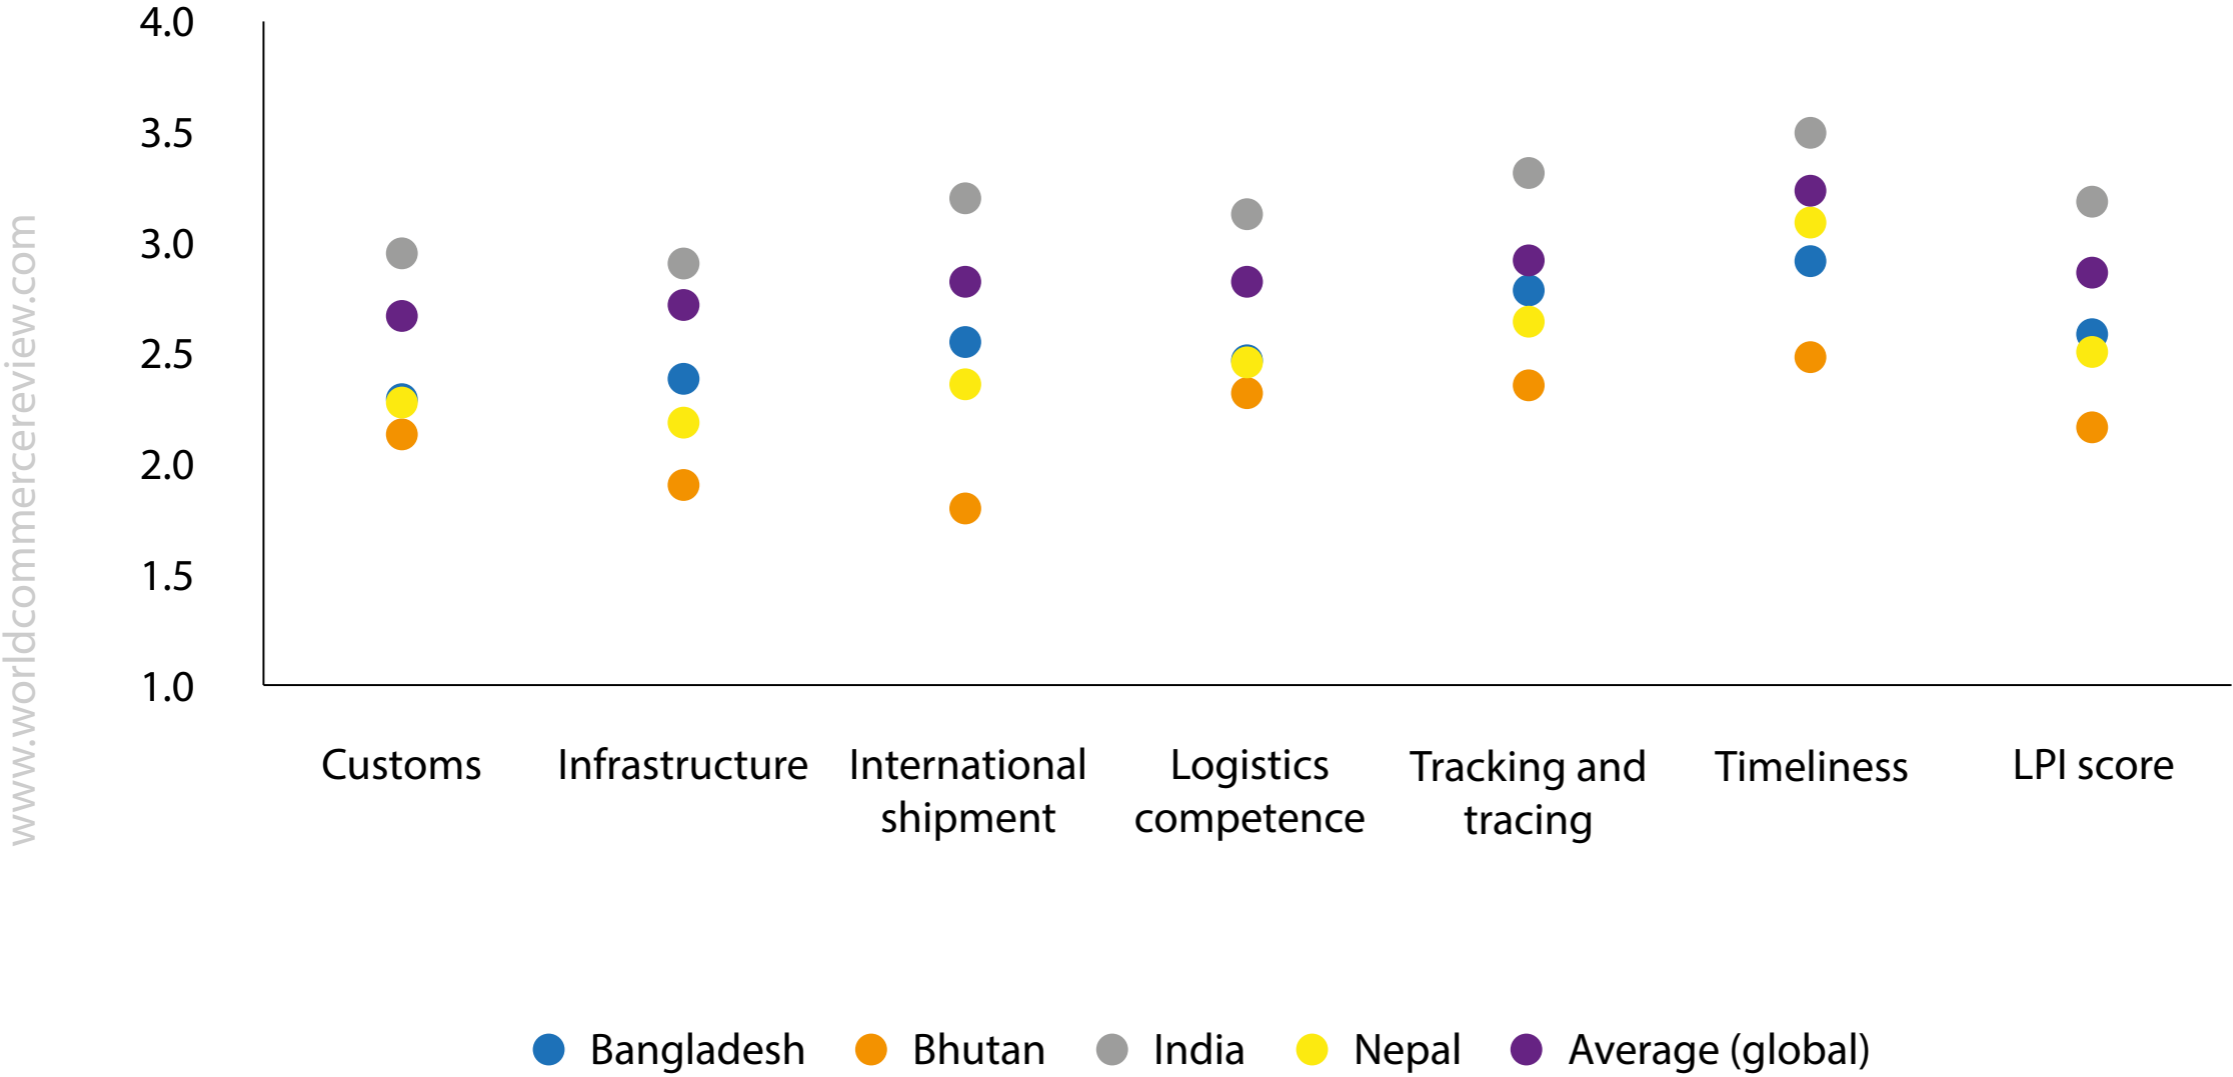 4.0
3.5
3.0
2.5
2.0
1.5
1.0
www.worldcommercereview.com
Customs
Infrastructure
International
shipment
Logistics
competence
Tracking and
tracing
Timeliness
LPI score
Bangladesh
Bhutan
India
Nepal
Average (global)